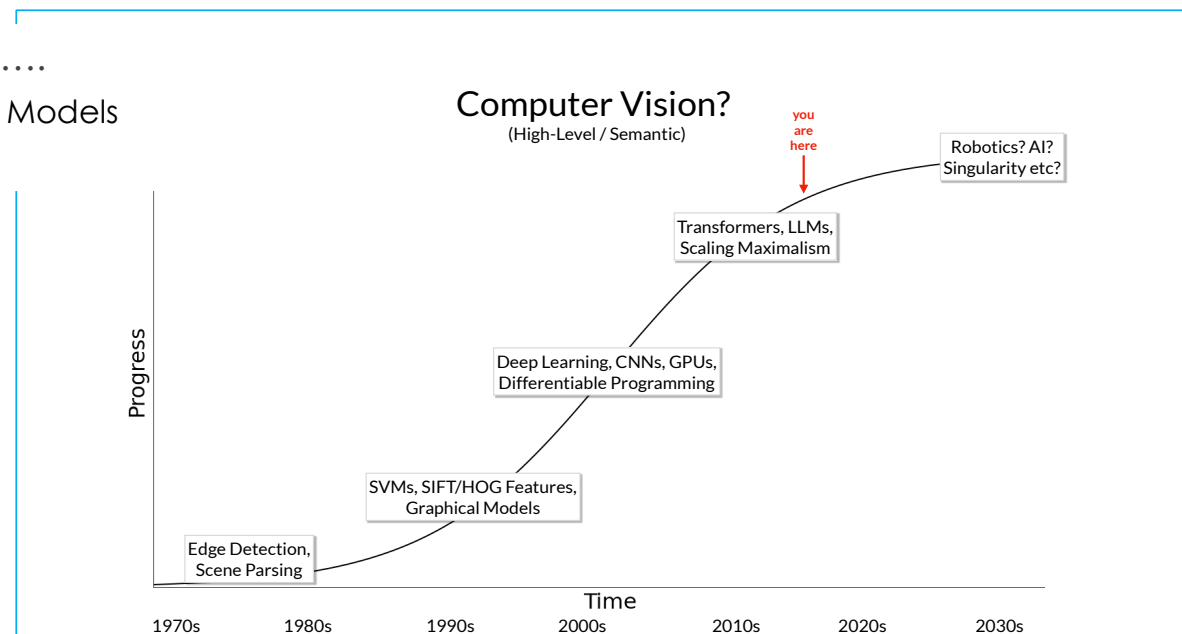 ....
Models
Computer Vision?
(High-Level / Semantic)
you
are
here
Robotics? AI?
Singularity etc?
Transformers, LLMs,
Scaling Maximalism
Deep Learning, CNNs, GPUs,
Differentiable Programming
SVMs, SIFT/HOG Features,
Graphical Models
Edge Detection,
Scene Parsing
Progress
Time
1970s 1980s 1990s 2000s 2010s 2020s 2030s